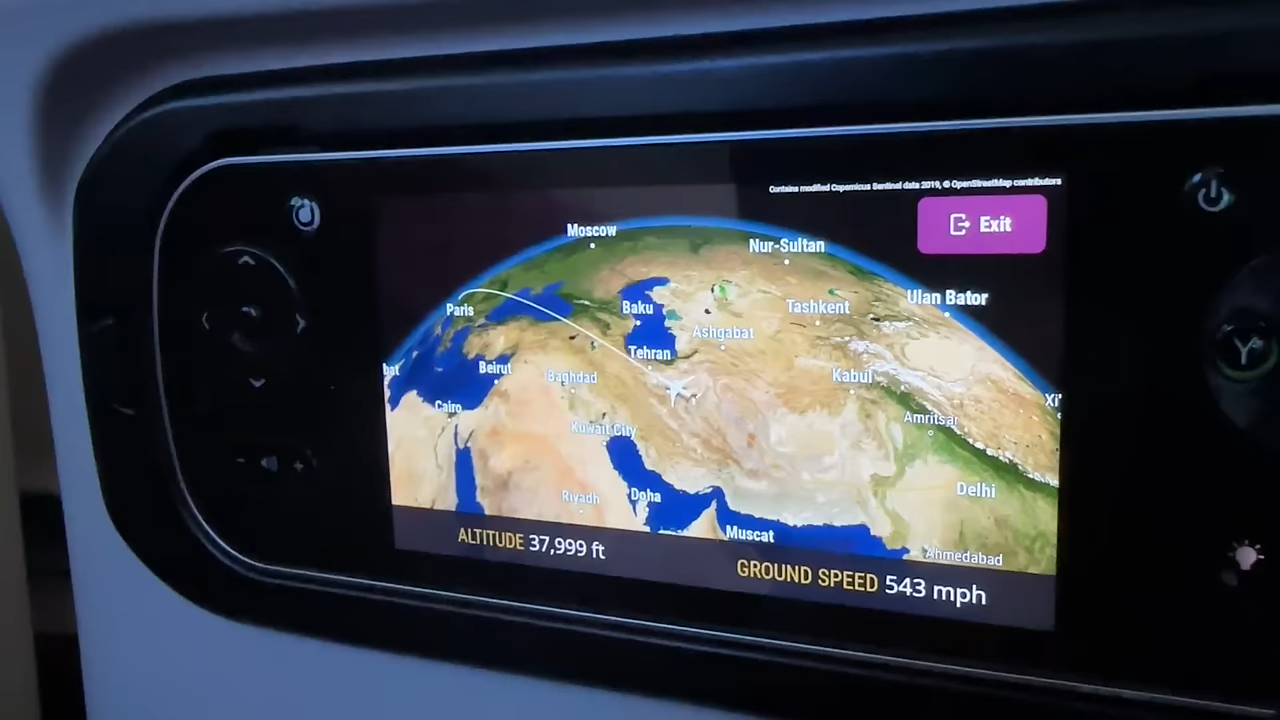 Contains modified Copernicus Sentinel data 2019, © OpenStreetMap contributors
Exit
Moscow
Nur-Sultan
Ulan Bator
Paris
Baku
Tashkent
Ashgabat
Tehran
bat
Beirut
Baghdad
Kabul
Xi'
Cairo
Amritsar
Kuwait City
Riyadh
Doha
Delhi
Muscat
Ahmedabad
ALTITUDE 37,999 ft
GROUND SPEED 543 mph